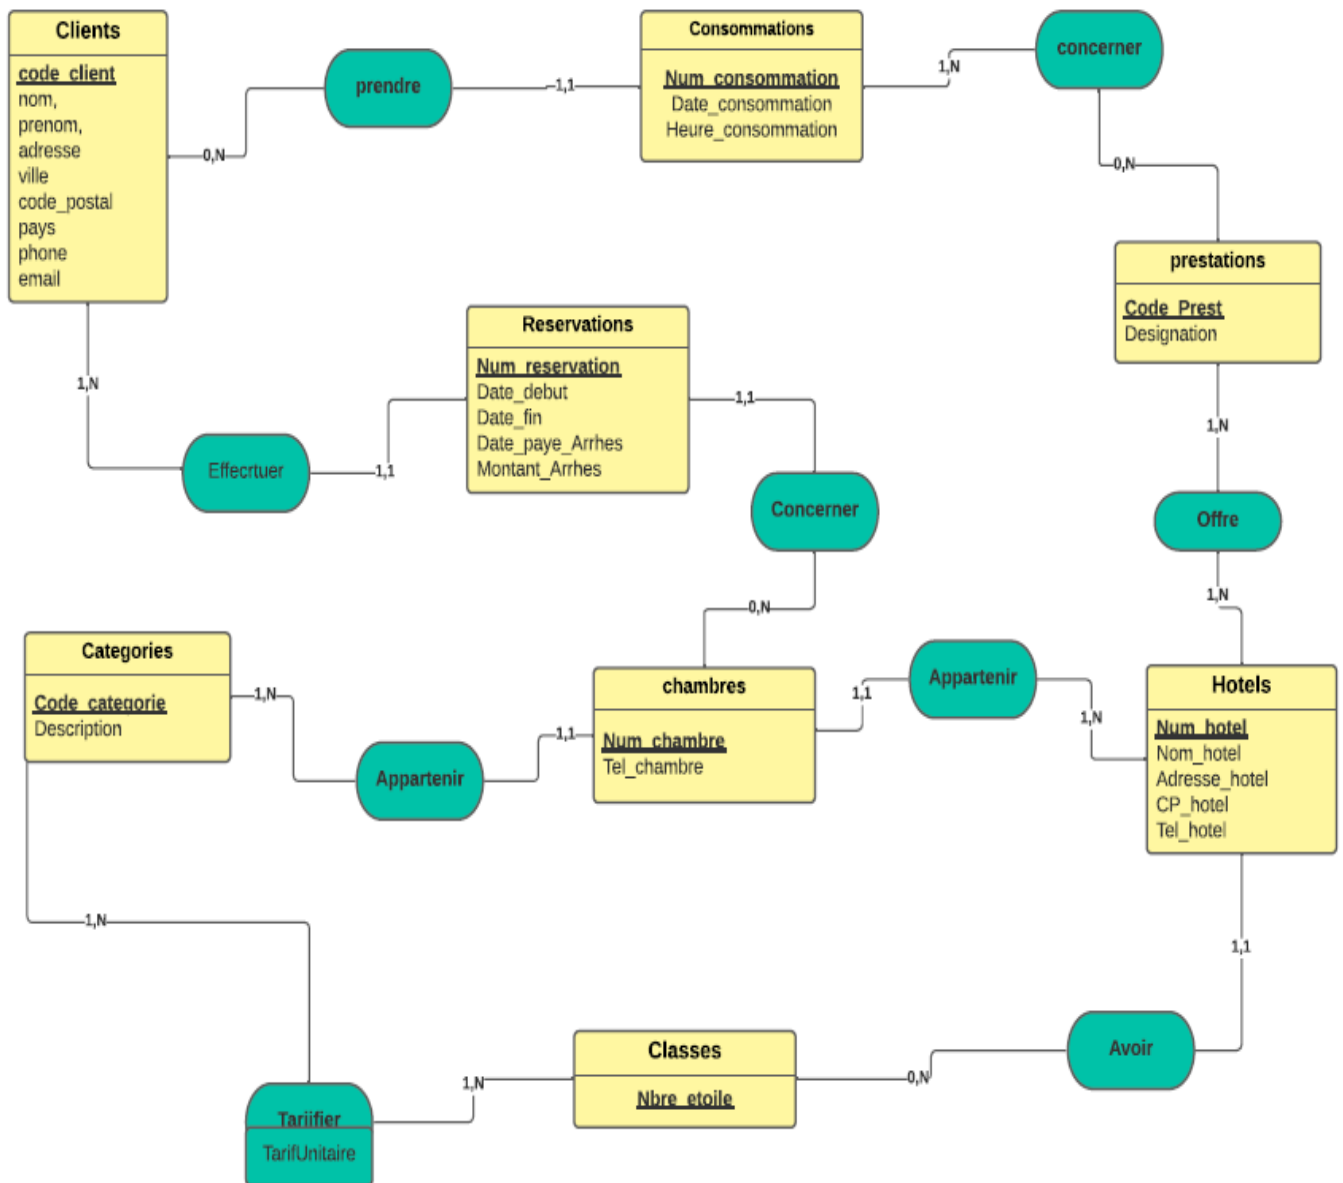 Clients
code_client
nom,
prenom,
adresse
ville
code_postal
pays
phone
email
prendre
0,N
1,1
Consommations
Num_consommation
Date_consommation
Heure_consommation
1,N
concerner
0,N
prestations
Code_Prest
Designation
1,N
Effecrtuer
1,1
Reservations
Num_reservation
Date_debut
Date_fin
Date_paye_Arrhes
Montant_Arrhes
1,1
Concerner
0,N
1,N
Offre
1,N
Categories
Code_categorie
Description
1,N
Appartenir
1,1
chambres
Num_chambre
Tel_chambre
1,1
Appartenir
1,N
Hotels
Num_hotel
Nom_hotel
Adresse_hotel
CP_hotel
Tel_hotel
1,N
Tariifier
TarifUnitaire
1,N
Classes
Nbre_etoile
0,N
Avoir
1,1